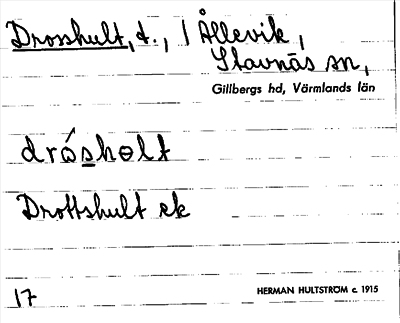 Drosshult, t., i Ållevik,
Stavnäs sn,
Gillbergs hd, Värmlands län
drósholt
Drottshult ek
17
HERMAN HULTSTRÖM c. 1915